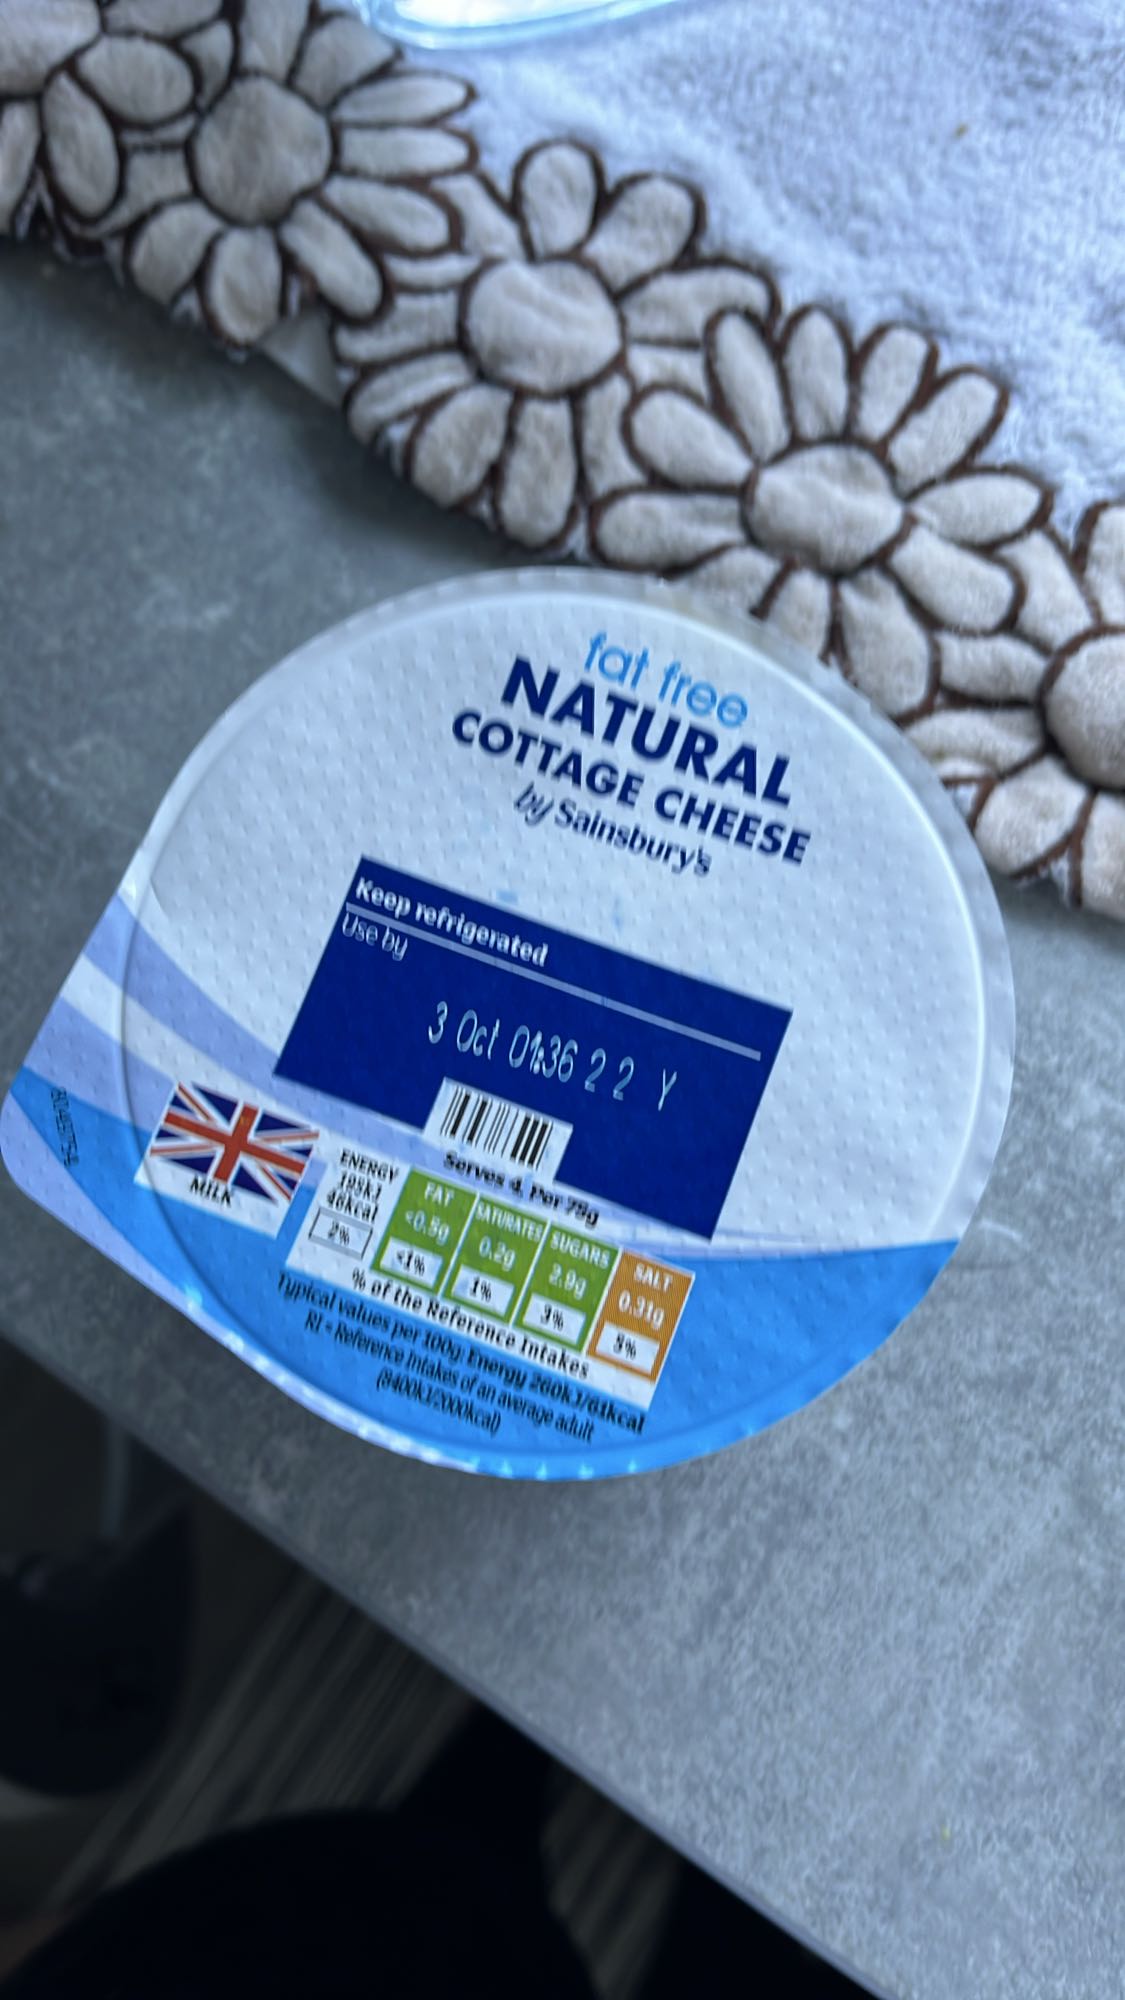 fat free
NATURAL
COTTAGE CHEESE
by Sainsbury's
Keep refrigerated
Use by
3 Oct 01:36 2 2 Y
MILK
Serves 4, Per 75g
ENERGY
195kJ
46kcal
2%
FAT
<0.5g
<1%
SATURATES
0.2g
1%
SUGARS
2.9g
3%
SALT
0.31g
5%
% of the Reference Intakes
Typical values per 100g: Energy 260kJ/61kcal
RI = Reference Intakes of an average adult
(8400kJ/2000kcal)